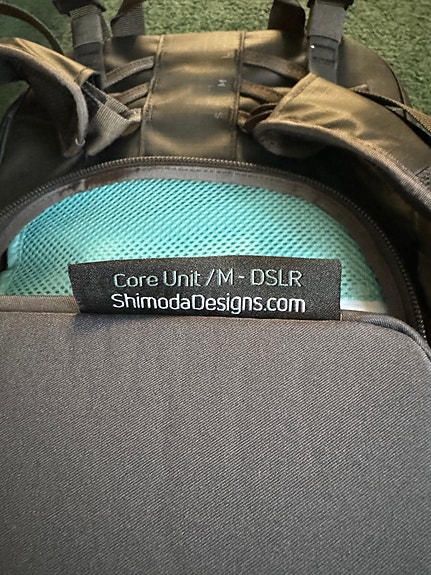 S M L
Core Unit /M - DSLR
ShimodaDesigns.com